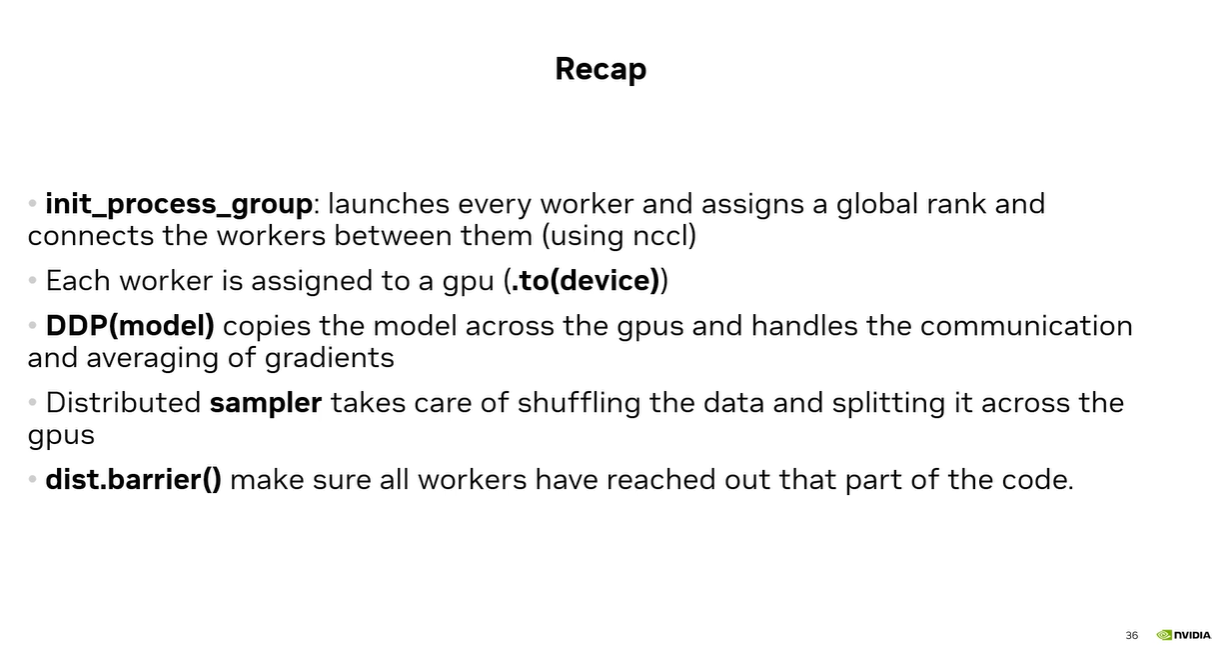 Recap
• init_process_group: launches every worker and assigns a global rank and
connects the workers between them (using nccl)
• Each worker is assigned to a gpu (.to(device))
• DDP(model) copies the model across the gpus and handles the communication
and averaging of gradients
• Distributed sampler takes care of shuffling the data and splitting it across the
gpus
• dist.barrier() make sure all workers have reached out that part of the code.
36 NVIDIA